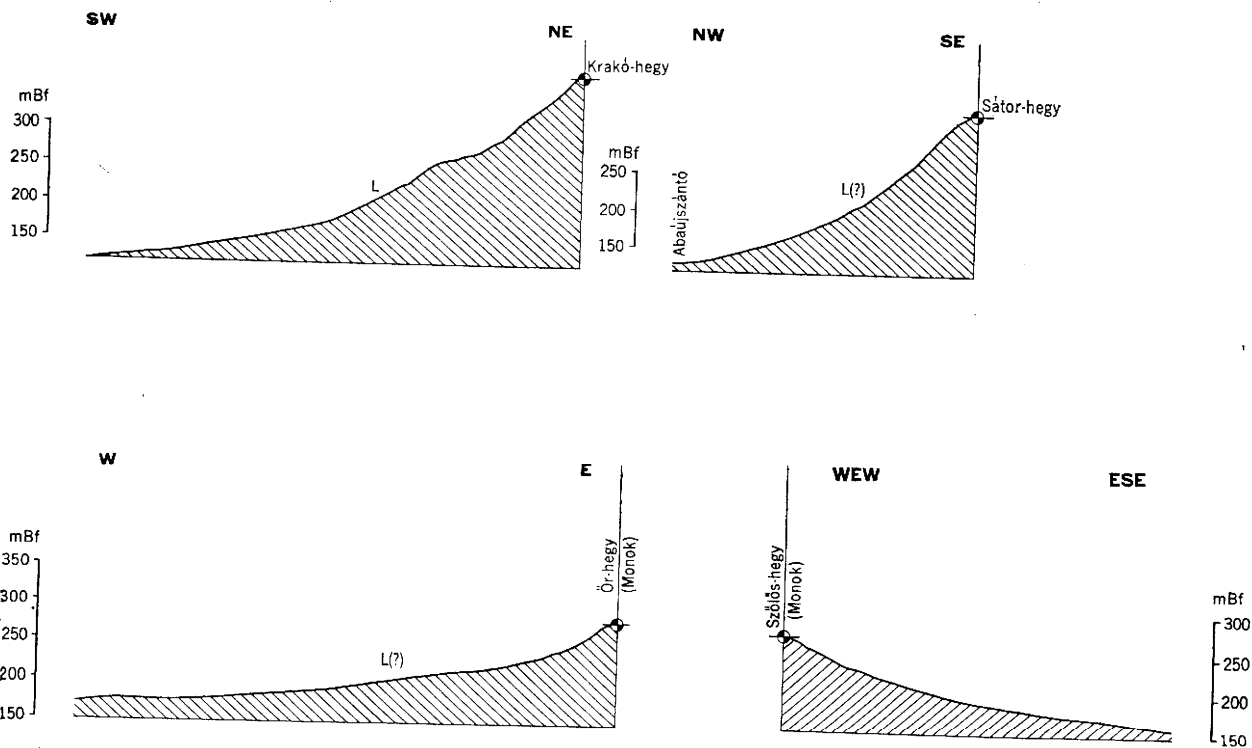 SW
NE
Krakó-hegy
mBf
300
250
200
150
L
NW
SE
Sátor-hegy
mBf
250
200
150
Abaújszántó
L(?)
W
E
mBf
350
300
250
200
150
L(?)
Őr-hegy
(Monok)
WEW
ESE
Szőlős-hegy
(Monok)
mBf
300
250
200
150